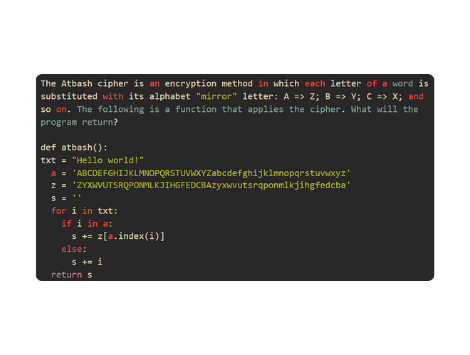 The Atbash cipher is an encryption method in which each letter of a word is
substituted with its alphabet "mirror" letter: A => Z; B => Y; C => X; and
so on. The following is a function that applies the cipher. What will the
program return?

def atbash():
txt = "Hello world!"
  a = 'ABCDEFGHIJKLMNOPQRSTUVWXYZabcdefghijklmnopqrstuvwxyz'
  z = 'ZYXWVUTSRQPONMLKJIHGFEDCBAzyxwvutsrqponmlkjihgfedcba'
  s = ''
  for i in txt:
    if i in a:
      s += z[a.index(i)]
    else:
      s += i
  return s